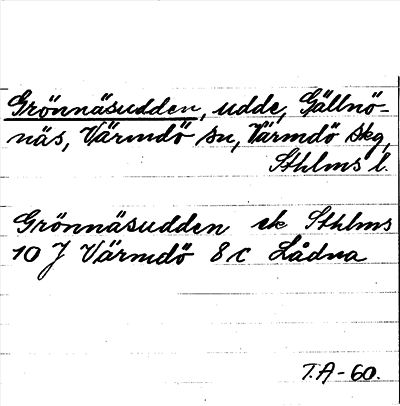 Grönnäsudden, udde, Gällnö-
näs, Värmdö sn, Värmdö skg,
Sthlms l.
Grönnäsudden ek Sthlms
10 J Värmdö 8 c Lådna
T.A-60.